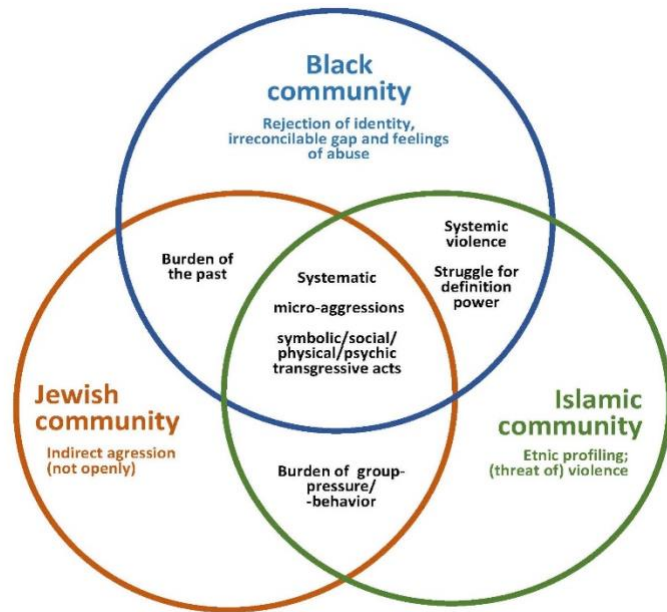 Black
community
Rejection of identity,
irreconcilable gap and feelings
of abuse
Burden of
the past
Systematic
micro-aggressions
symbolic/social/
physical/psychic
transgressive acts
Systemic
violence
Struggle for
definition
power
Jewish
community
Indirect agression
(not openly)
Islamic
community
Etnic profiling;
(threat of) violence
Burden of group-
pressure/
-behavior